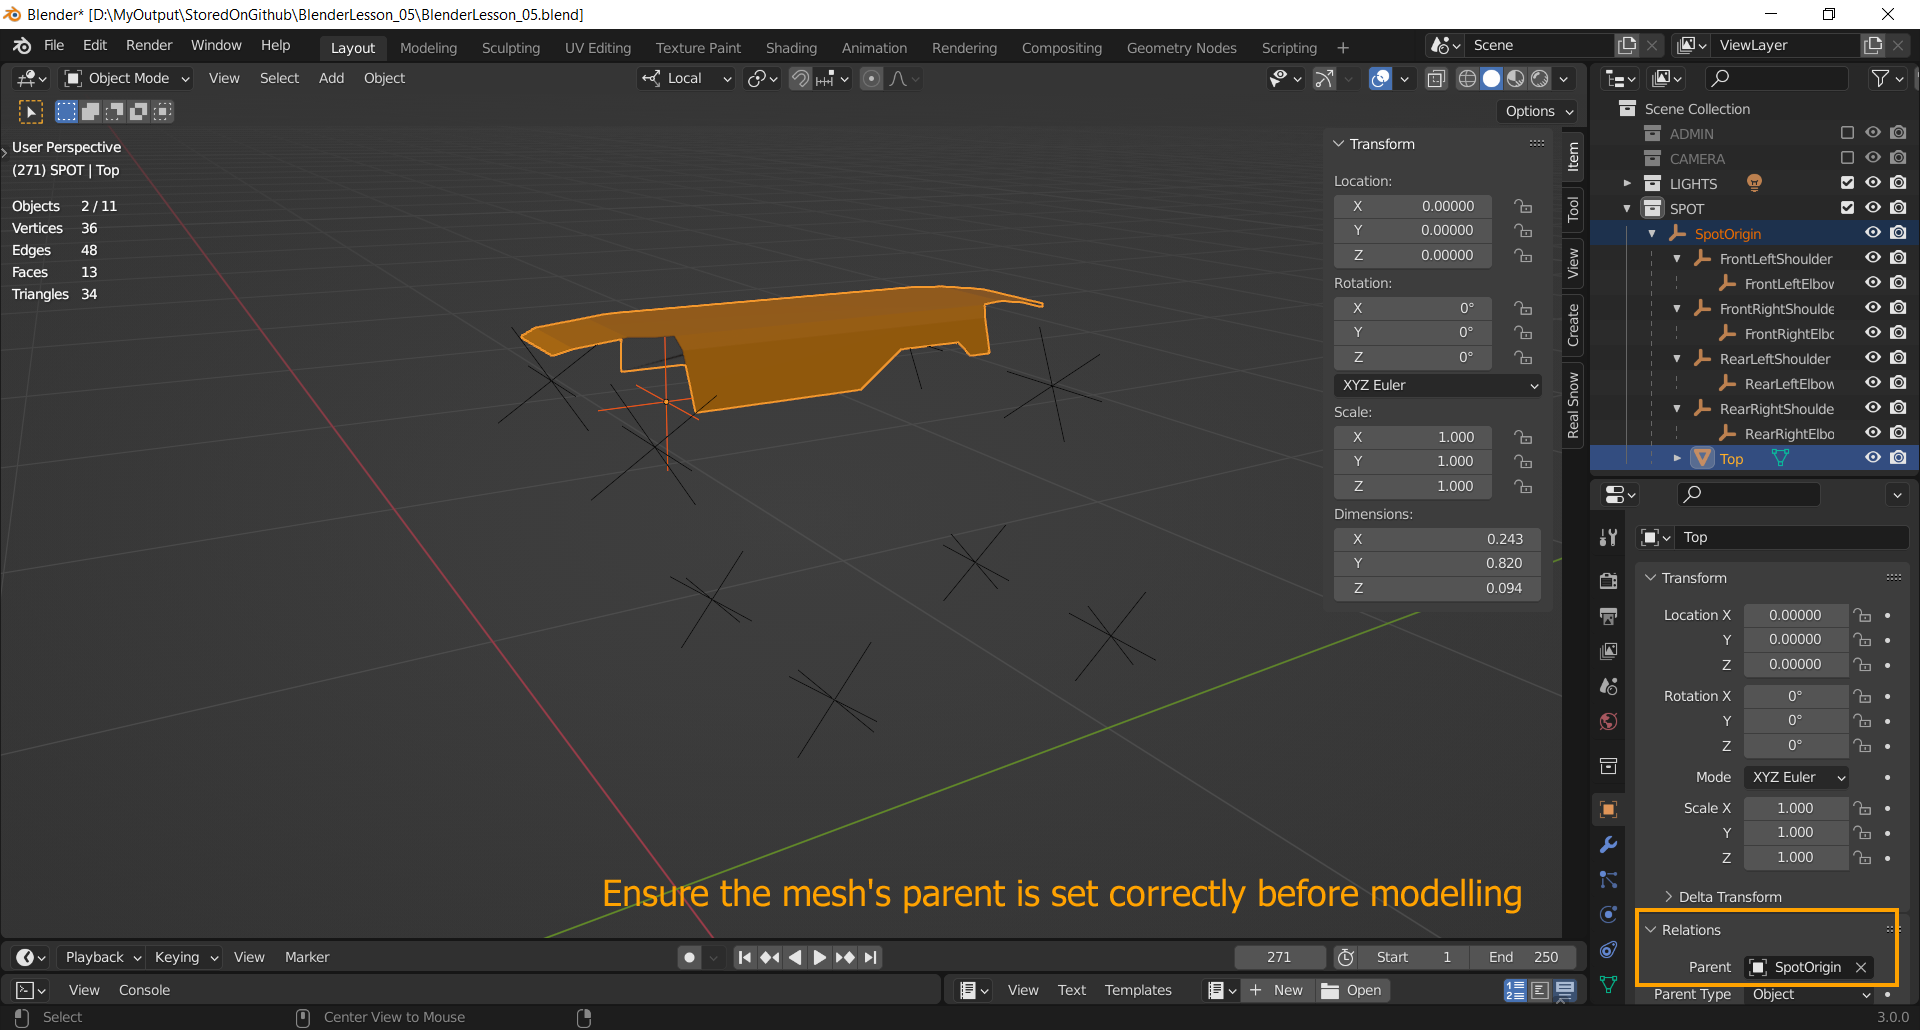 Blender* [D:\MyOutput\StoredOnGithub\BlenderLesson_05\BlenderLesson_05.blend]
File Edit Render Window Help Layout Modeling Sculpting UV Editing Texture Paint Shading Animation Rendering Compositing Geometry Nodes Scripting + Scene ViewLayer
Object Mode View Select Add Object Local
Options
User Perspective
(271) SPOT | Top
Objects 2 / 11
Vertices 36
Edges 48
Faces 13
Triangles 34
Transform
Location:
X 0.00000
Y 0.00000
Z 0.00000
Rotation:
X 0°
Y 0°
Z 0°
XYZ Euler
Scale:
X 1.000
Y 1.000
Z 1.000
Dimensions:
X 0.243
Y 0.820
Z 0.094
Item
Tool
View
Create
Real Snow
Scene Collection
ADMIN
CAMERA
LIGHTS
SPOT
SpotOrigin
FrontLeftShoulder
FrontLeftElbow
FrontRightShoulde
FrontRightElbo
RearLeftShoulder
RearLeftElbow
RearRightShoulde
RearRightElbo
Top
Top
Transform
Location X 0.00000
Y 0.00000
Z 0.00000
Rotation X 0°
Y 0°
Z 0°
Mode XYZ Euler
Scale X 1.000
Y 1.000
Z 1.000
Delta Transform
Relations
Parent SpotOrigin
Parent Type Object
Ensure the mesh's parent is set correctly before modelling
Playback Keying View Marker 271 Start 1 End 250
View Console View Text Templates + New Open
Select Center View to Mouse 3.0.0